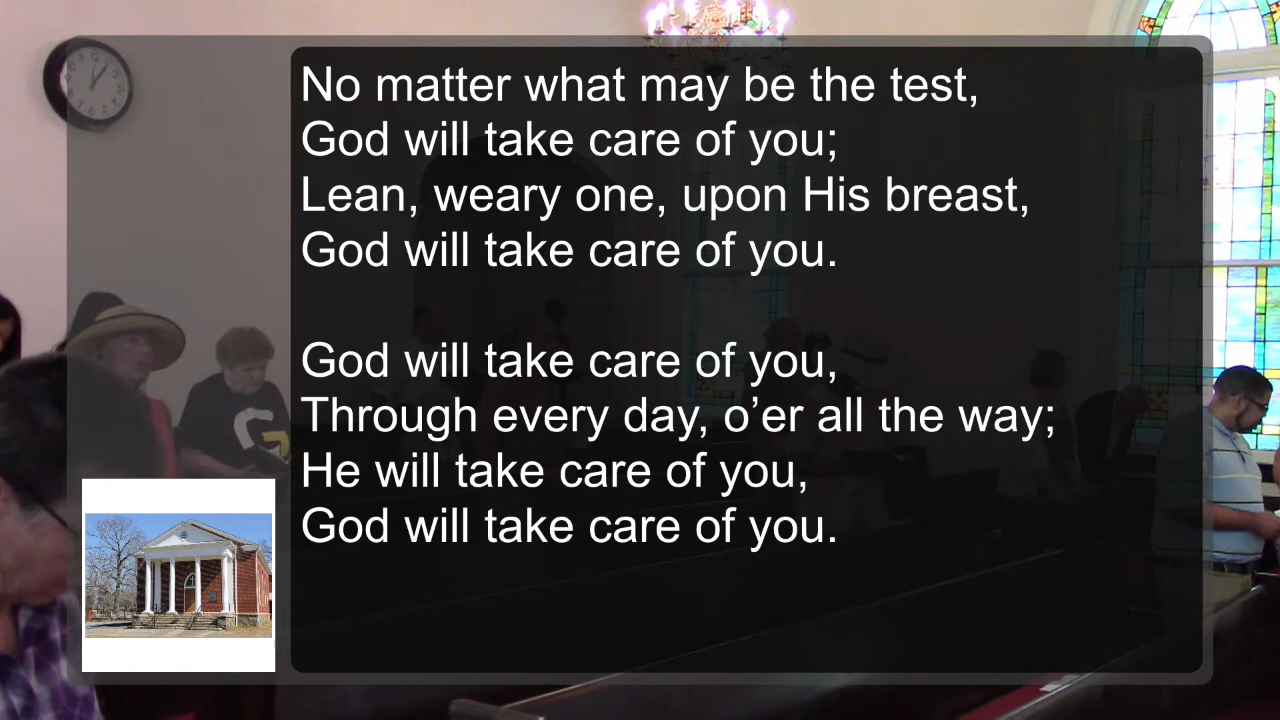 No matter what may be the test,
God will take care of you;
Lean, weary one, upon His breast,
God will take care of you.
God will take care of you,
Through every day, o’er all the way;
He will take care of you,
God will take care of you.